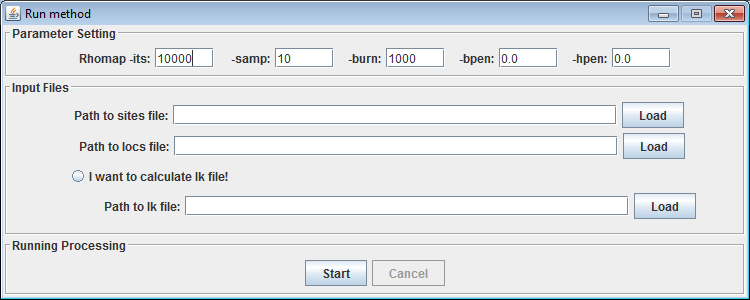 Run method
Parameter Setting
Rhomap -its: 10000 -samp: 10 -burn: 1000 -bpen: 0.0 -hpen: 0.0
Input Files
Path to sites file: Load
Path to locs file: Load
I want to calculate lk file!
Path to lk file: Load
Running Processing
Start Cancel